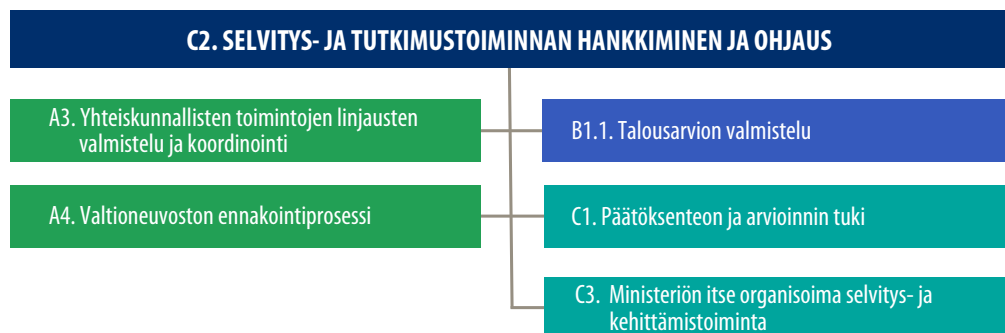 C2. SELVITYS- JA TUTKIMUSTOIMINNAN HANKKIMINEN JA OHJAUS
A3. Yhteiskunnallisten toimintojen linjausten
valmistelu ja koordinointi
B1.1. Talousarvion valmistelu
A4. Valtioneuvoston ennakointiprosessi
C1. Päätöksenteon ja arvioinnin tuki
C3. Ministeriön itse organisoima selvitys- ja
kehittämistoiminta